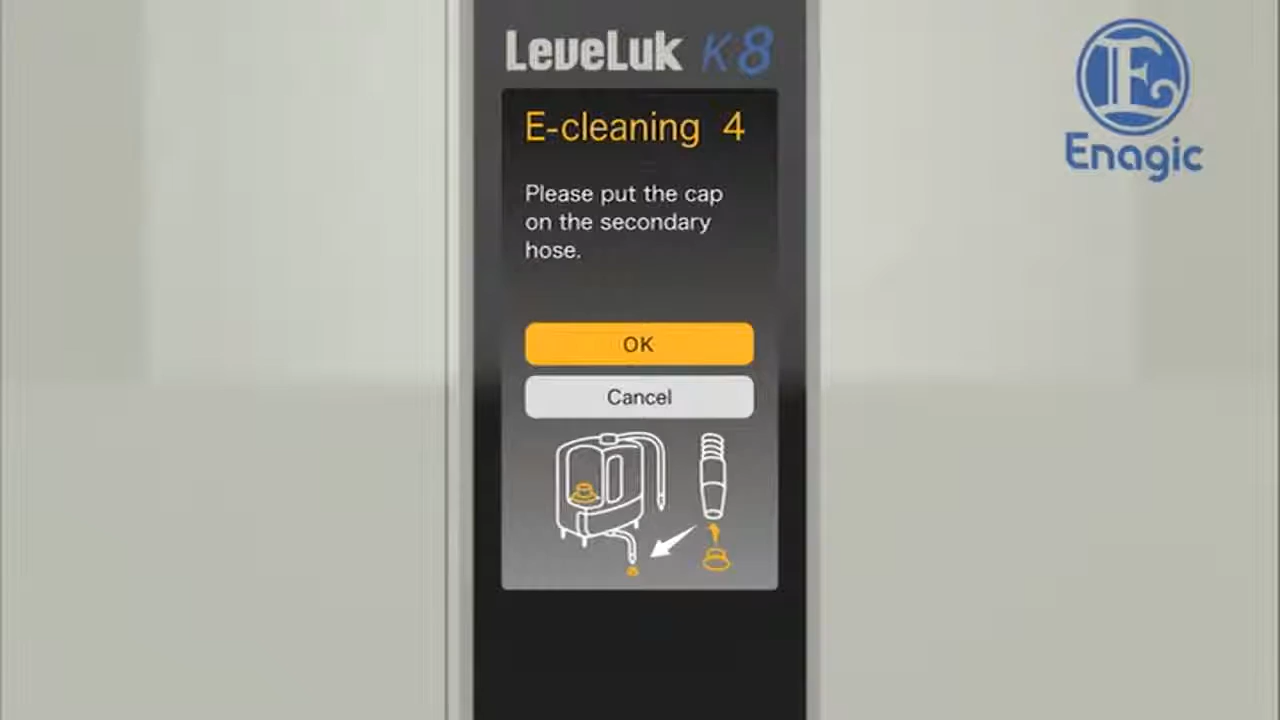 LeveLuk K8
E-cleaning 4
Please put the cap
on the secondary
hose.
OK
Cancel
E
Enagic